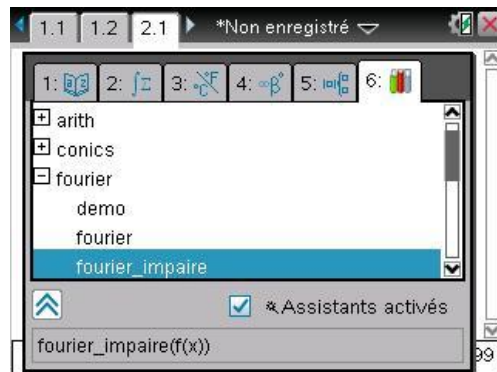 1.1 1.2 2.1 *Non enregistré
1: 2: ∫Σ 3: °C°F 4: ∞β° 5: 6:
arith
conics
fourier
demo
fourier
fourier_impaire
Assistants activés
fourier_impaire(f(x))
99